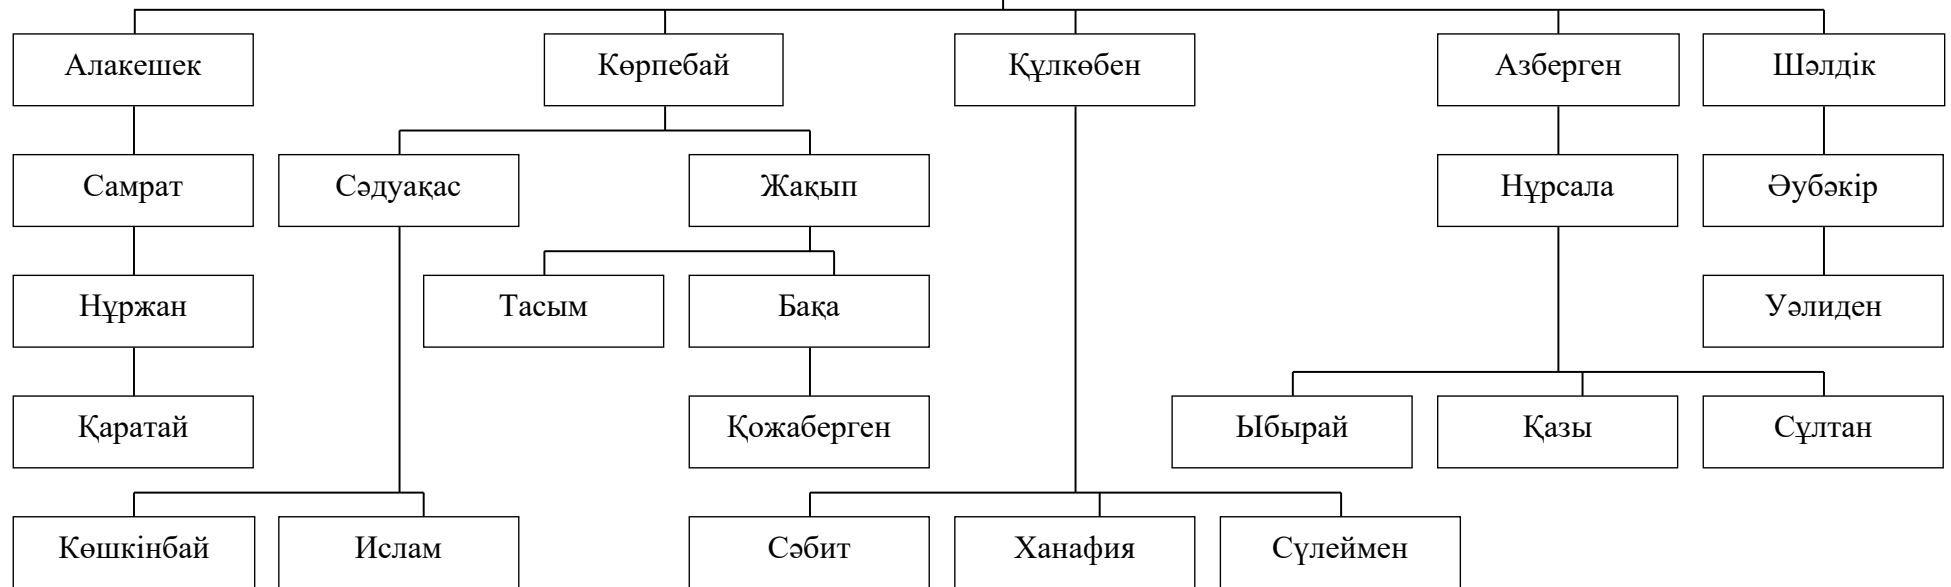 Алакешек
Көрпебай
Құлкөбен
Азберген
Шәлдік
Самрат
Сәдуақас
Жақып
Нұрсала
Әубәкір
Нұржан
Тасым
Бақа
Уәлиден
Қаратай
Қожаберген
Ыбырай
Қазы
Сұлтан
Көшкінбай
Ислам
Сәбит
Ханафия
Сүлеймен